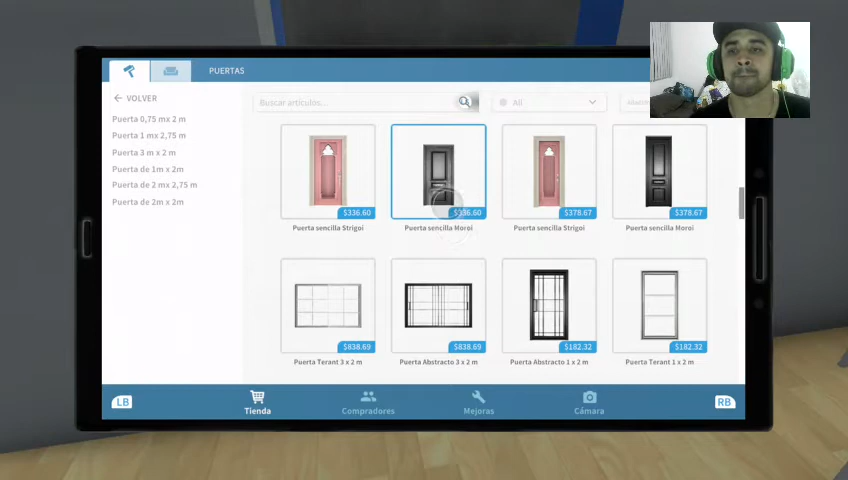 PUERTAS
VOLVER
Buscar artículos...
All
Puerta 0,75 mx 2 m
Puerta 1 mx 2,75 m
Puerta 3 m x 2 m
Puerta de 1m x 2m
Puerta de 2 mx 2,75 m
Puerta de 2m x 2m
$336.60
$336.60
$378.67
$378.67
Puerta sencilla Strigoi
Puerta sencilla Moroi
Puerta sencilla Strigoi
Puerta sencilla Moroi
$838.69
$838.69
$182.32
$182.32
Puerta Terant 3 x 2 m
Puerta Abstracto 3 x 2 m
Puerta Abstracto 1 x 2 m
Puerta Terant 1 x 2 m
LB
Tienda
Compradores
Mejoras
Cámara
RB